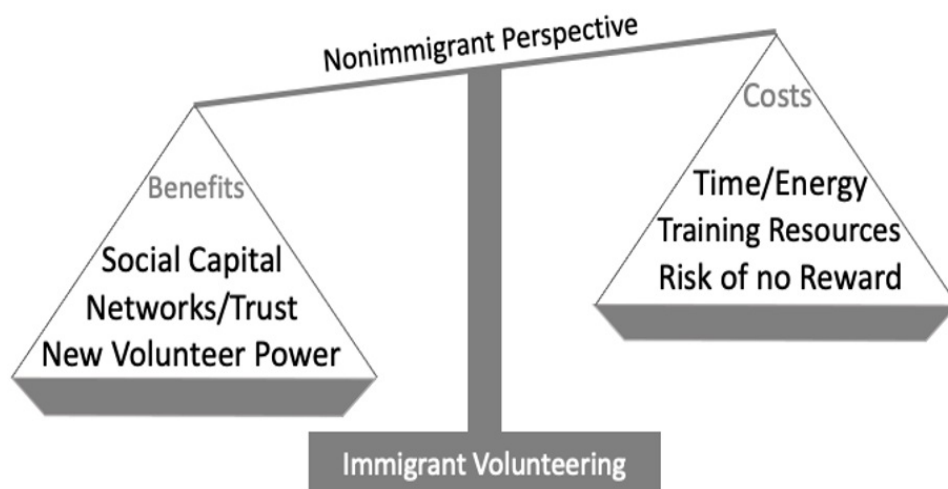 Nonimmigrant Perspective
Benefits
Social Capital
Networks/Trust
New Volunteer Power
Costs
Time/Energy
Training Resources
Risk of no Reward
Immigrant Volunteering